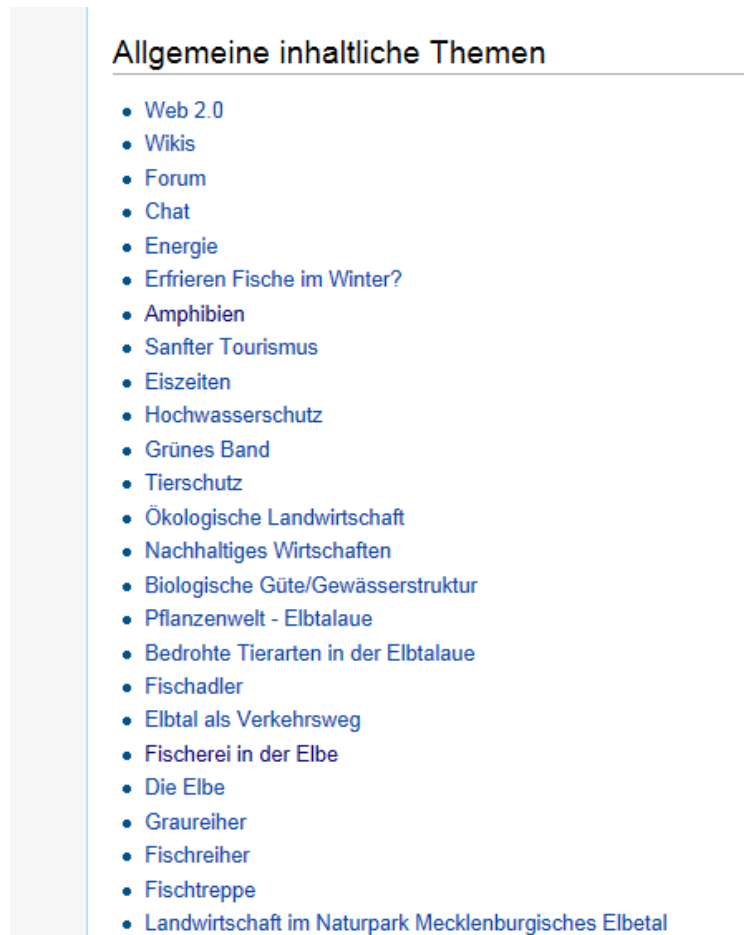 Allgemeine inhaltliche Themen
Web 2.0
Wikis
Forum
Chat
Energie
Erfrieren Fische im Winter?
Amphibien
Sanfter Tourismus
Eiszeiten
Hochwasserschutz
Grünes Band
Tierschutz
Ökologische Landwirtschaft
Nachhaltiges Wirtschaften
Biologische Güte/Gewässerstruktur
Pflanzenwelt - Elbtalaue
Bedrohte Tierarten in der Elbtalaue
Fischadler
Elbtal als Verkehrsweg
Fischerei in der Elbe
Die Elbe
Graureiher
Fischreiher
Fischtreppe
Landwirtschaft im Naturpark Mecklenburgisches Elbetal